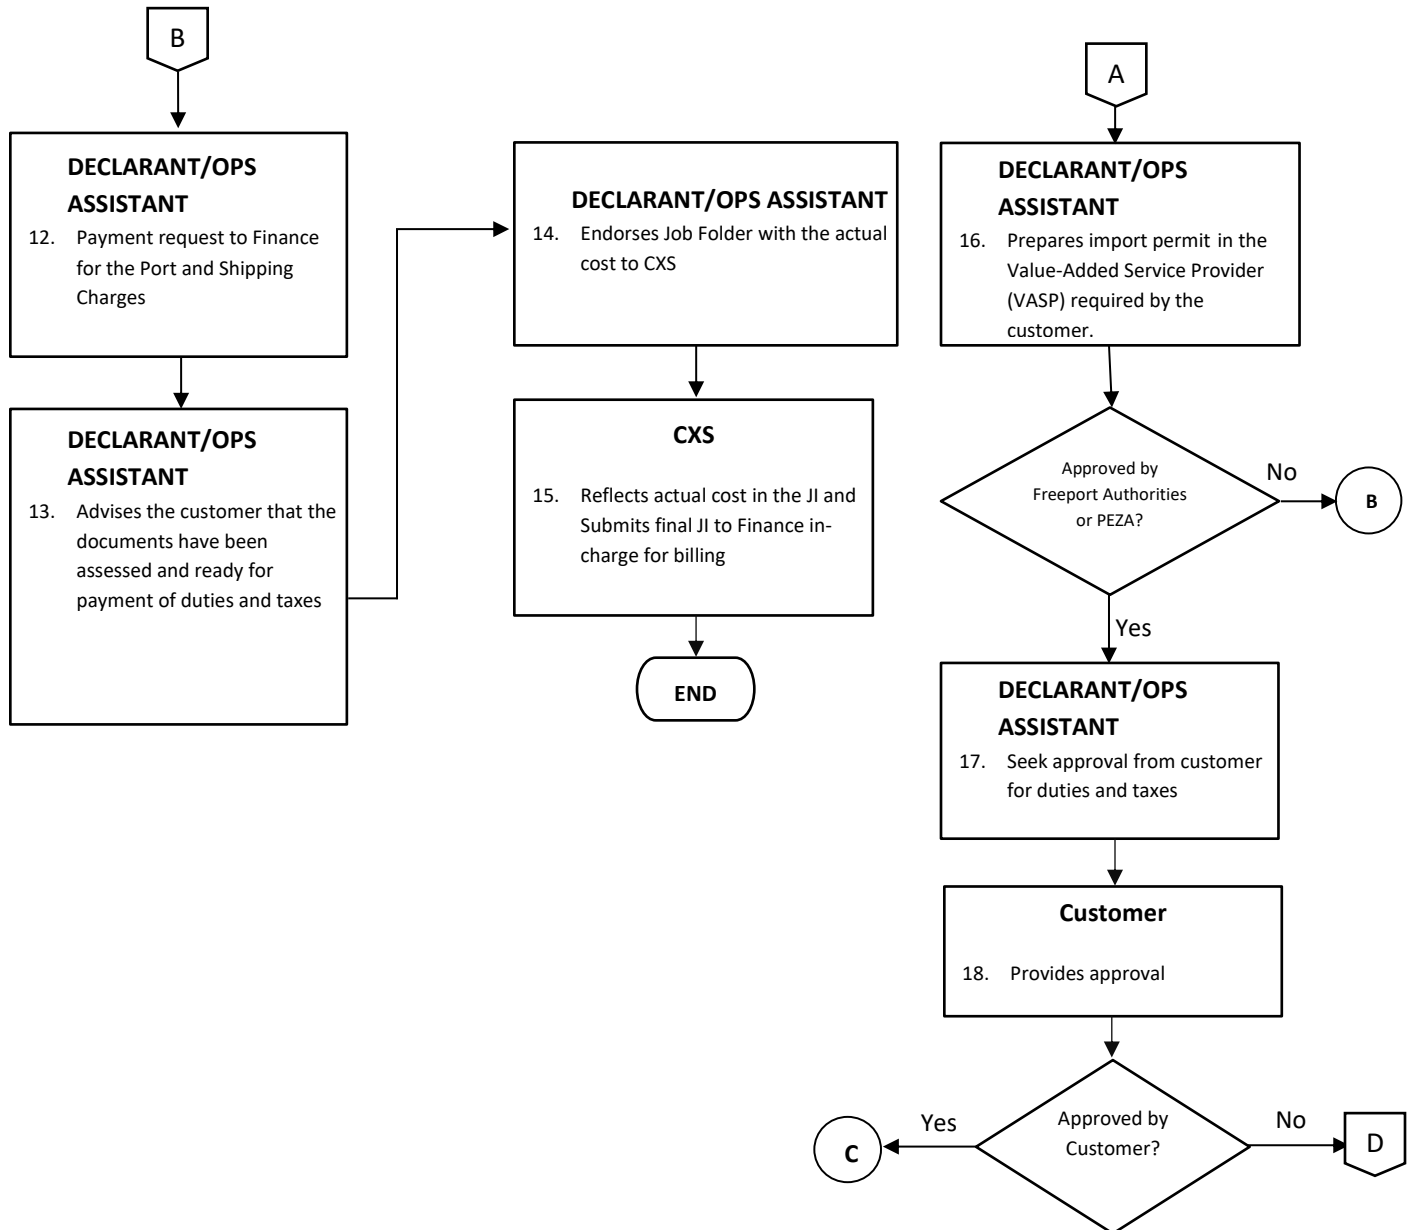 B
DECLARANT/OPS
ASSISTANT
12. Payment request to Finance
for the Port and Shipping
Charges
DECLARANT/OPS
ASSISTANT
13. Advises the customer that the
documents have been
assessed and ready for
payment of duties and taxes
DECLARANT/OPS ASSISTANT
14. Endorses Job Folder with the actual
cost to CXS
CXS
15. Reflects actual cost in the JI and
Submits final JI to Finance in-
charge for billing
END
A
DECLARANT/OPS
ASSISTANT
16. Prepares import permit in the
Value-Added Service Provider
(VASP) required by the
customer.
Approved by
Freeport Authorities
or PEZA?
No
B
Yes
DECLARANT/OPS
ASSISTANT
17. Seek approval from customer
for duties and taxes
Customer
18. Provides approval
Approved by
Customer?
Yes
C
No
D